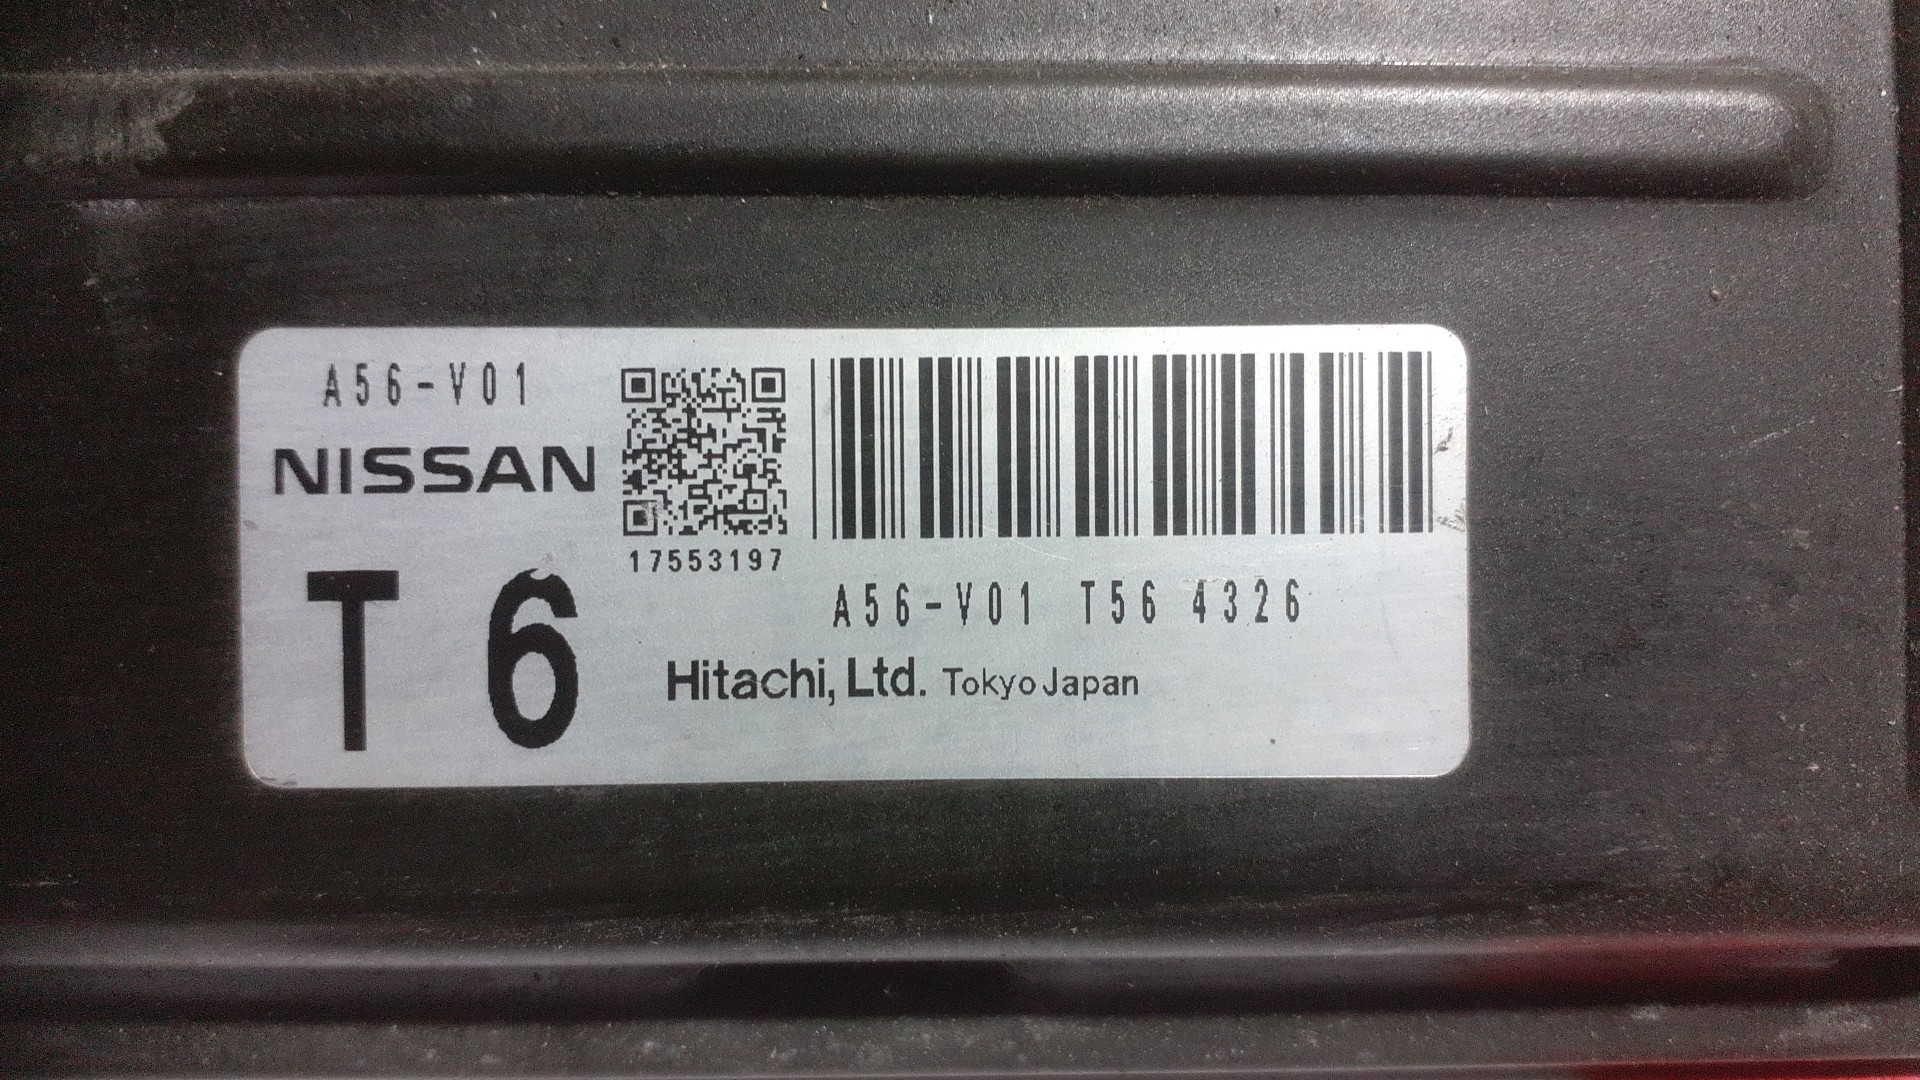 A56-V01
NISSAN
T 6
17553197
A56-V01 T56 4326
Hitachi, Ltd. Tokyo Japan